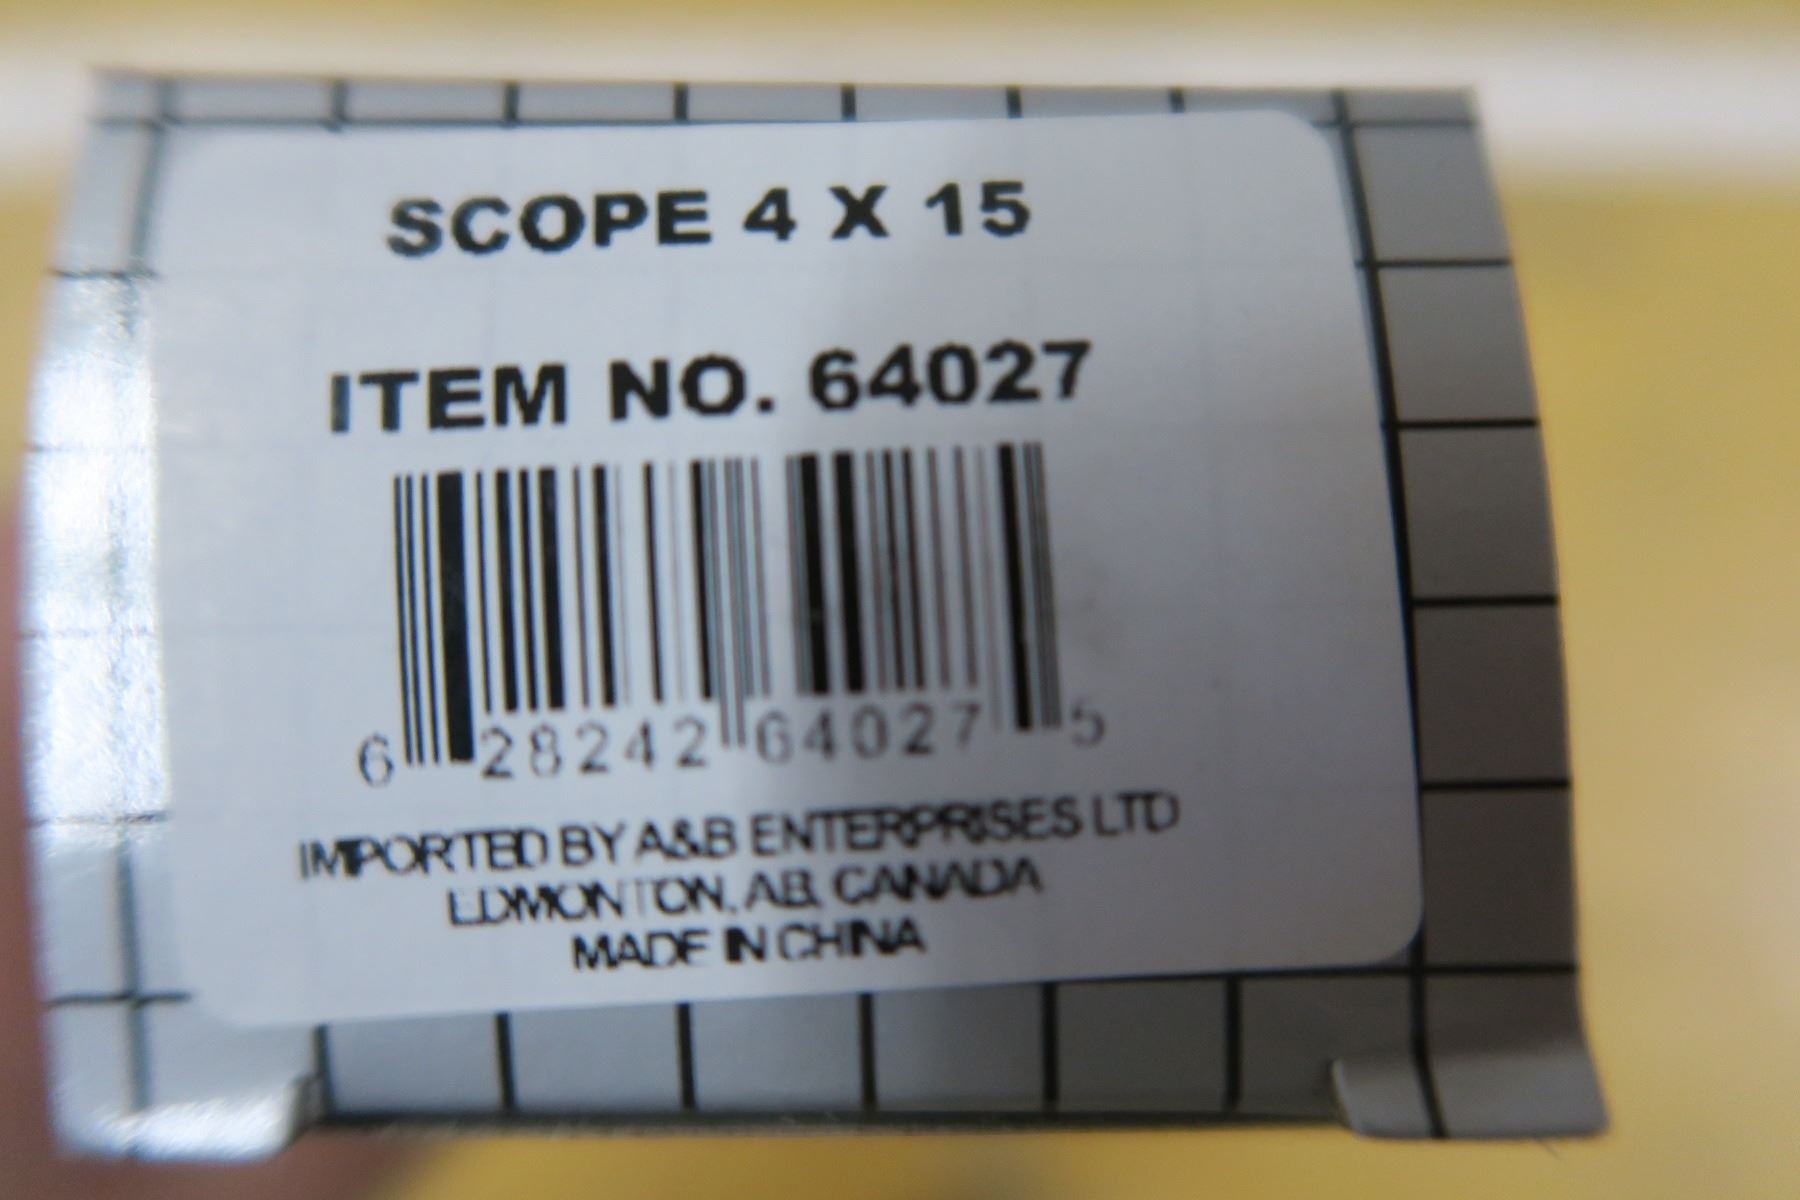 SCOPE 4 X 15
ITEM NO. 64027
6 28242 64027 5
IMPORTED BY A&B ENTERPRISES LTD
EDMONTON, AB, CANADA
MADE IN CHINA